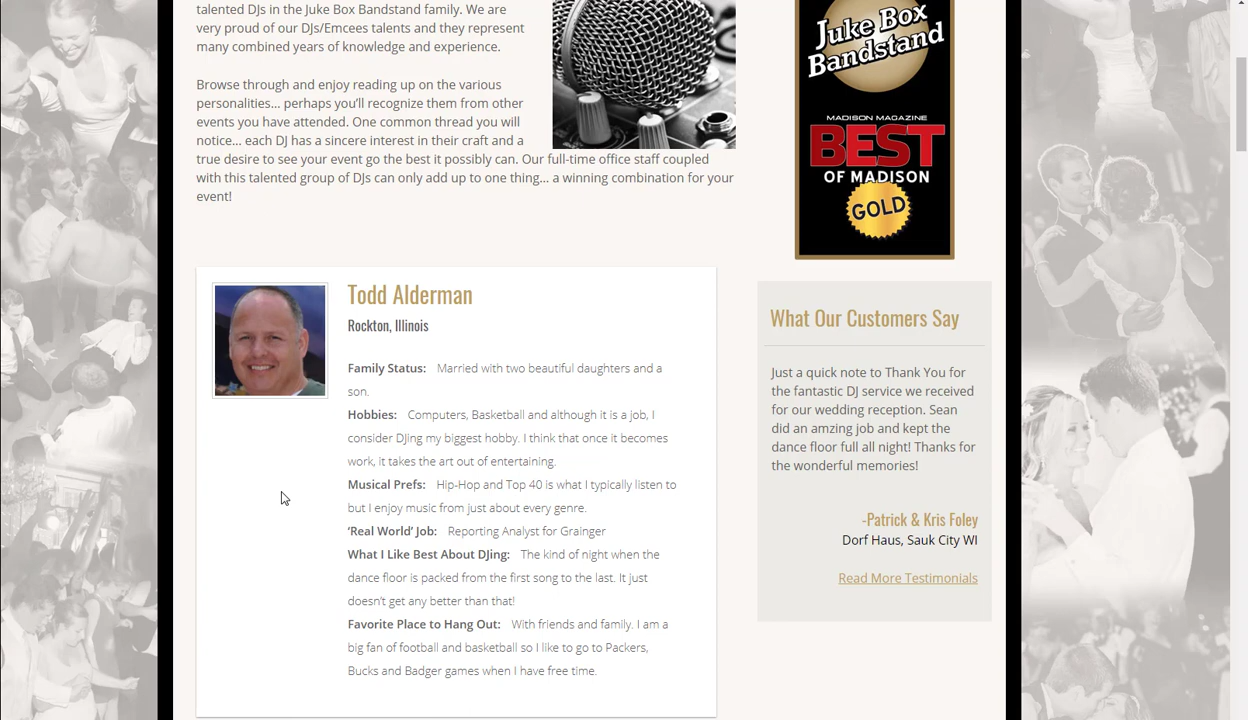 talented DJs in the Juke Box Bandstand family. We are
very proud of our DJs/Emcees talents and they represent
many combined years of knowledge and experience.
Browse through and enjoy reading up on the various
personalities... perhaps you'll recognize them from other
events you have attended. One common thread you will
notice... each DJ has a sincere interest in their craft and a
true desire to see your event go the best it possibly can. Our full-time office staff coupled
with this talented group of DJs can only add up to one thing... a winning combination for your
event!
Todd Alderman
Rockton, Illinois
Family Status: Married with two beautiful daughters and a
son.
Hobbies: Computers, Basketball and although it is a job, I
consider DJing my biggest hobby. I think that once it becomes
work, it takes the art out of entertaining.
Musical Prefs: Hip-Hop and Top 40 is what I typically listen to
but I enjoy music from just about every genre.
‘Real World’ Job: Reporting Analyst for Grainger
What I Like Best About DJing: The kind of night when the
dance floor is packed from the first song to the last. It just
doesn't get any better than that!
Favorite Place to Hang Out: With friends and family. I am a
big fan of football and basketball so I like to go to Packers,
Bucks and Badger games when I have free time.
Juke Box
Bandstand
MADISON MAGAZINE
BEST
OF MADISON
GOLD
What Our Customers Say
Just a quick note to Thank You for
the fantastic DJ service we received
for our wedding reception. Sean
did an amzing job and kept the
dance floor full all night! Thanks for
the wonderful memories!
-Patrick & Kris Foley
Dorf Haus, Sauk City WI
Read More Testimonials